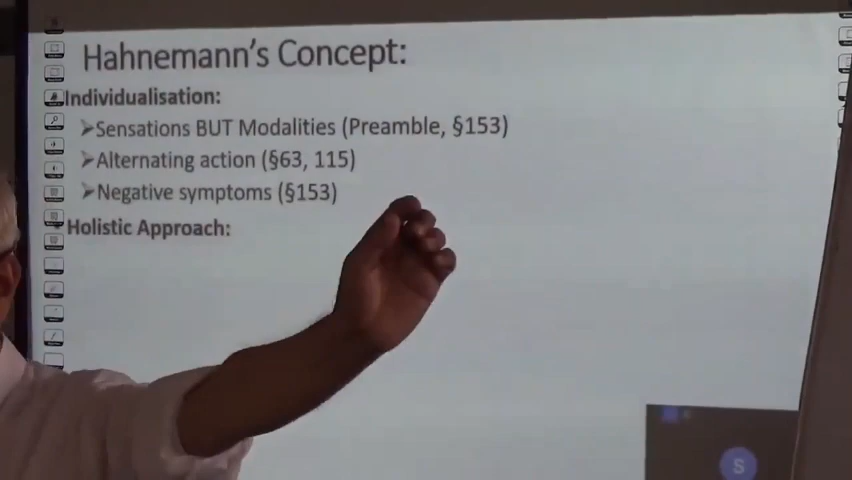 Hahnemann's Concept:
Individualisation:
➤Sensations BUT Modalities (Preamble, §153)
➤Alternating action (§63, 115)
➤Negative symptoms (§153)
Holistic Approach:
S